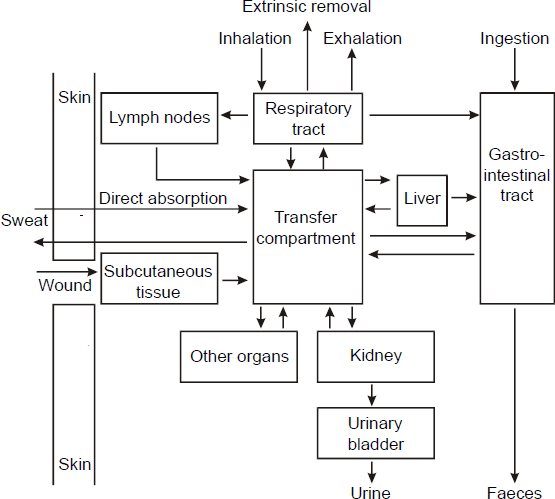 Extrinsic removal
Inhalation
Exhalation
Ingestion
Skin
Lymph nodes
Respiratory
tract
Gastro-
intestinal
tract
Direct absorption
Liver
Sweat
Transfer
compartment
Wound
Subcutaneous
tissue
Other organs
Kidney
Urinary
bladder
Skin
Urine
Faeces